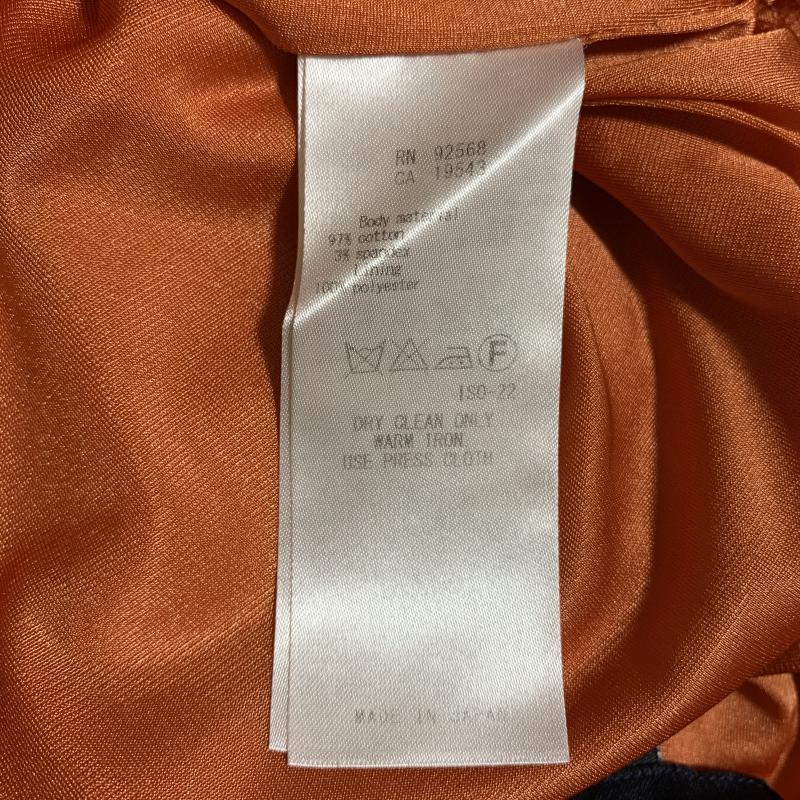 RN 92568
CA 19543
Body material
97% cotton
3% spandex
Lining
100% polyester
F
ISO-22
DRY CLEAN ONLY
WARM IRON
USE PRESS CLOTH
MADE IN JAPAN